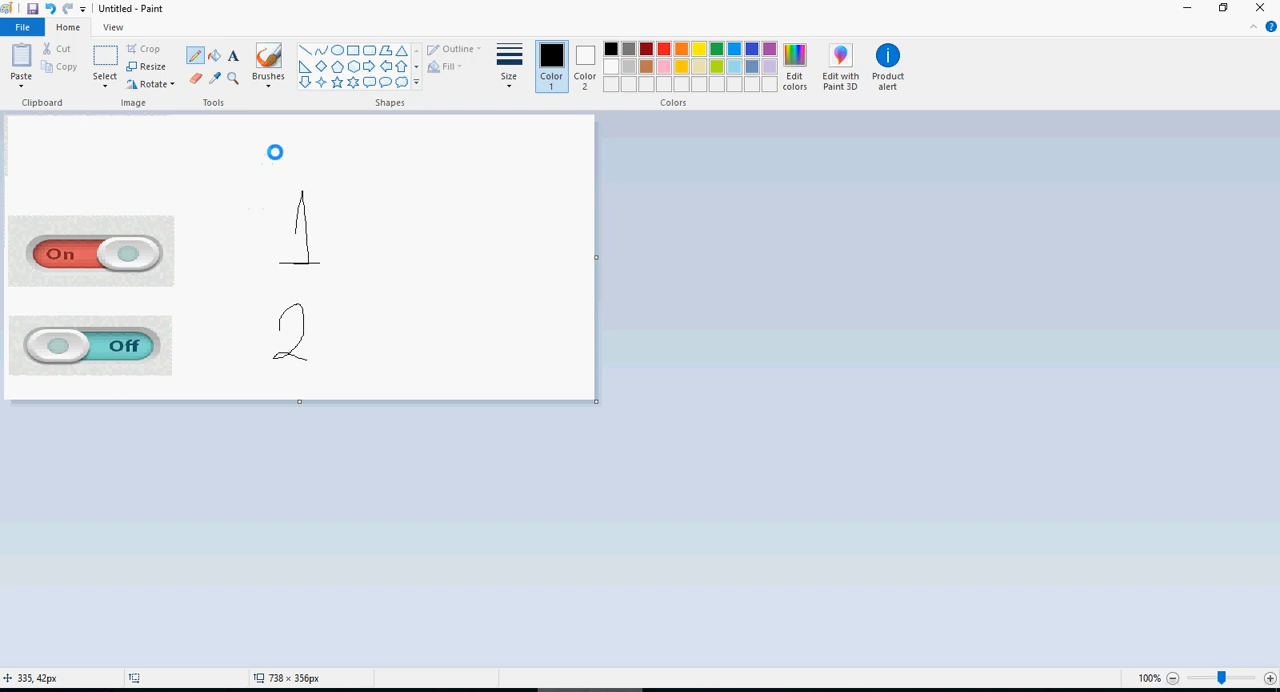 Untitled - Paint
File Home View
Paste
Cut
Copy
Clipboard
Select
Crop
Resize
Rotate
Image
A
Tools
Brushes
Shapes
Outline
Fill
Size
Color 1
Color 2
Colors
Edit colors
Edit with Paint 3D
Product alert
On
1
Off
2
335, 42px
738 × 356px
100%